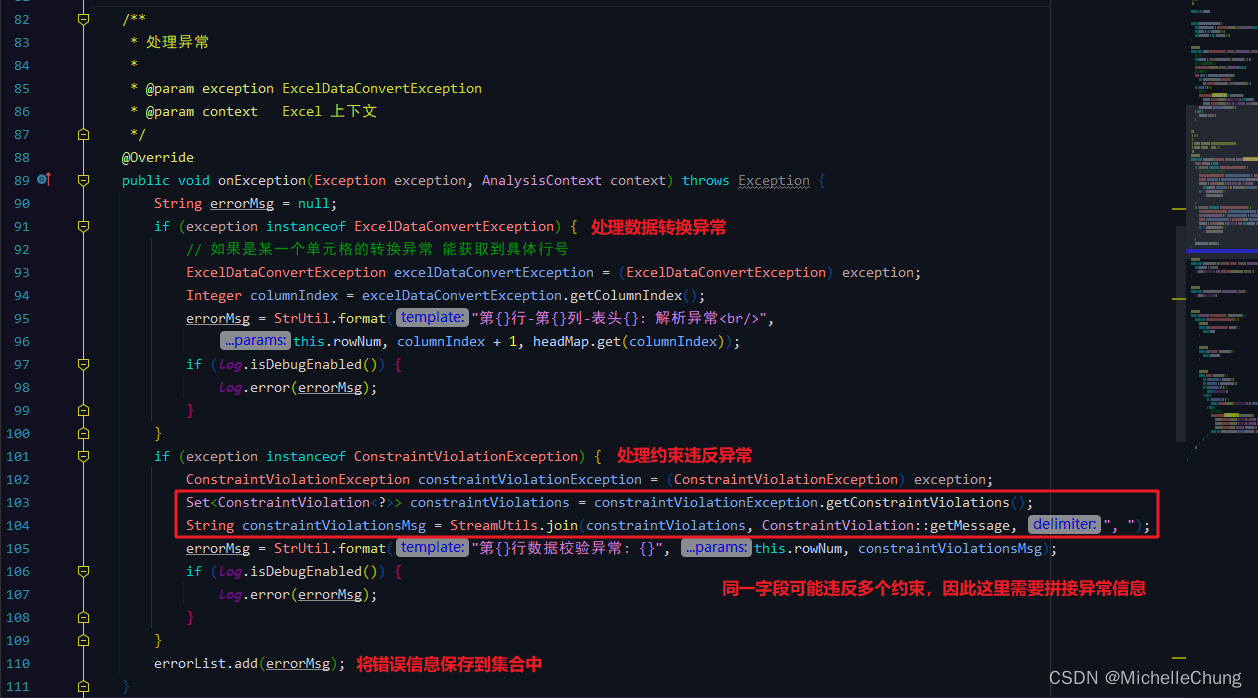 82 /**
83 * 处理异常
84 *
85 * @param exception ExcelDataConvertException
86 * @param context   Excel 上下文
87 */
88 @Override
89 public void onException(Exception exception, AnalysisContext context) throws Exception {
90 String errorMsg = null;
91 if (exception instanceof ExcelDataConvertException) { 处理数据转换异常
92 // 如果是某一个单元格的转换异常 能获取到具体行号
93 ExcelDataConvertException excelDataConvertException = (ExcelDataConvertException) exception;
94 Integer columnIndex = excelDataConvertException.getColumnIndex();
95 errorMsg = StrUtil.format( template: "第{}行-第{}列-表头{}: 解析异常<br/>",
96 ...params: this.rowNum, columnIndex + 1, headMap.get(columnIndex));
97 if (log.isDebugEnabled()) {
98 log.error(errorMsg);
99 }
100 }
101 if (exception instanceof ConstraintViolationException) { 处理约束违反异常
102 ConstraintViolationException constraintViolationException = (ConstraintViolationException) exception;
103 Set<ConstraintViolation<?>> constraintViolations = constraintViolationException.getConstraintViolations();
104 String constraintViolationsMsg = StreamUtils.join(constraintViolations, ConstraintViolation::getMessage, delimiter: ", ");
105 errorMsg = StrUtil.format( template: "第{}行数据校验异常: {}", ...params: this.rowNum, constraintViolationsMsg);
106 if (log.isDebugEnabled()) {
同一字段可能违反多个约束，因此这里需要拼接异常信息
107 log.error(errorMsg);
108 }
109 }
110 errorList.add(errorMsg); 将错误信息保存到集合中
111 }
CSDN @MichelleChung